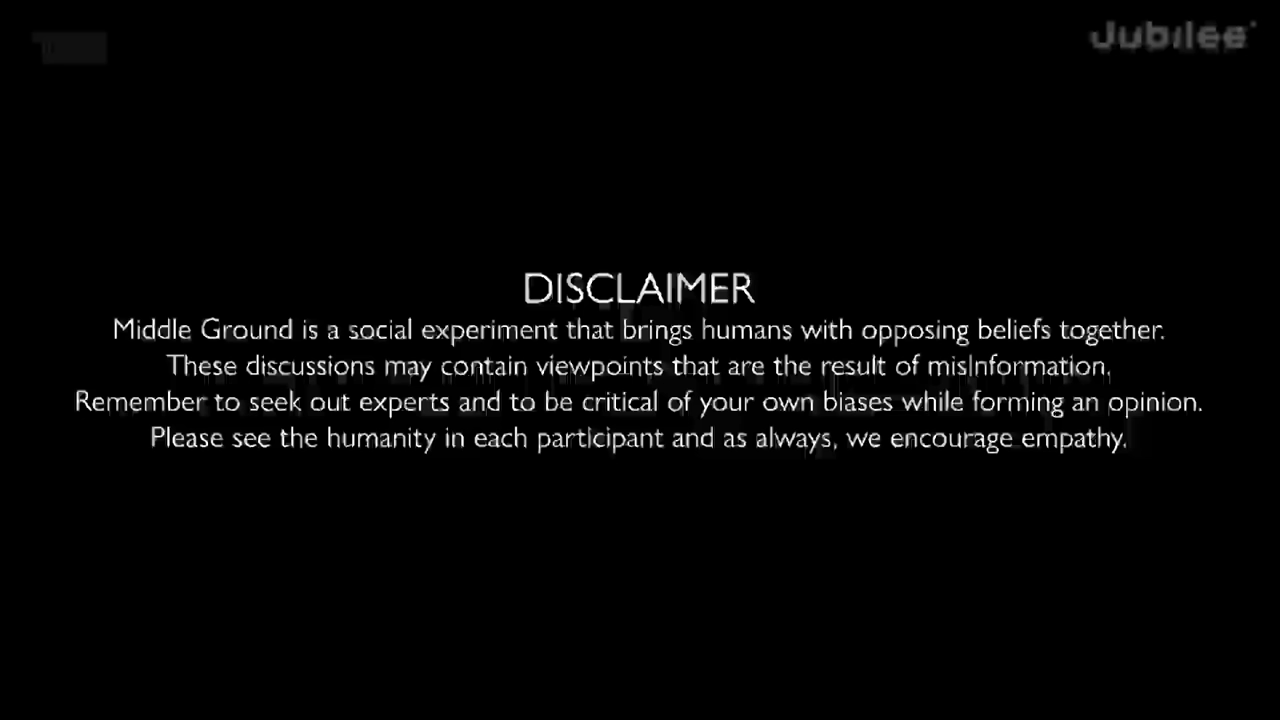 Jubilee
DISCLAIMER
Middle Ground is a social experiment that brings humans with opposing beliefs together.
These discussions may contain viewpoints that are the result of misinformation.
Remember to seek out experts and to be critical of your own biases while forming an opinion.
Please see the humanity in each participant and as always, we encourage empathy.